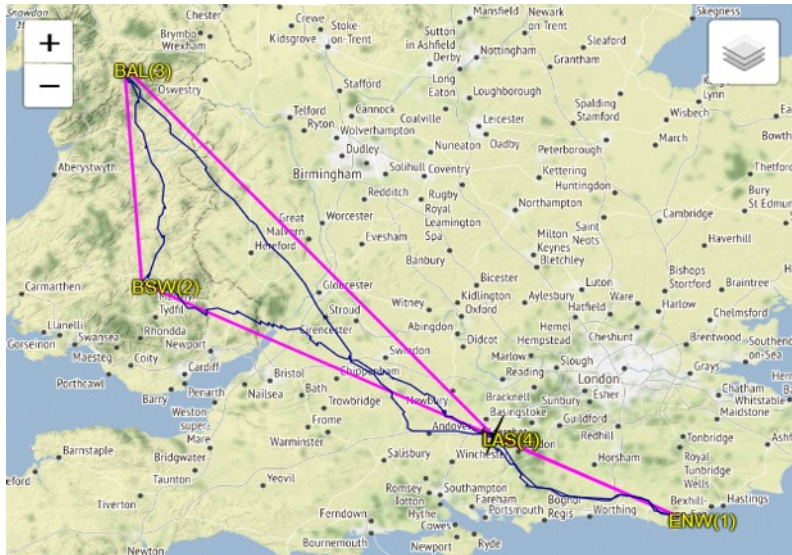 Snowdon
Chester
Crewe
Stoke-
on-Trent
Kidsgrove
Mansfield
Newark
on Trent
Skegness
Brymbo
Wrexham
Sutton
in Ashfield
Derby
Nottingham
Sleaford
Grantham
+
−
BAL(3)
Oswestry
Stafford
Long
Eaton
Loughborough
Lynn
Telford
Ryton
Cannock
Coalville
Leicester
Spalding
Stamford
Wisbech
Wolverhampton
Dudley
Nuneaton
Oadby
Peterborough
March
Aberystwyth
Birmingham
Solihull
Coventry
Kettering
Huntingdon
Thetford
Redditch
Rugby
Royal
Leamington
Spa
Northampton
Bury
St Edmund
Great
Malvern
Worcester
Saint
Neots
Cambridge
Hereford
Evesham
Milton
Keynes
Bletchley
Haverhill
Banbury
Carmarthen
BSW(2)
Tydfil
Gloucester
Stroud
Witney
Bicester
Kidlington
Oxford
Aylesbury
Luton
Hatfield
Ware
Bishops
Stortford
Braintree
Harlow
Chelmsford
Llanelli
Gorseinon
Swansea
Maesteg
Rhondda
Newport
Coity
Cirencester
Abingdon
Didcot
Hemel
Hempstead
Cheshunt
Brentwood
Southend
on-Sea
Porthcawl
Cardiff
Swindon
Marlow
Reading
Slough
London
Grays
Barry
Penarth
Nailsea
Bristol
Chippenham
Bath
Trowbridge
Newbury
Bracknell
Basingstoke
Sunbury
Esher
Chatham
Maidstone
Whitstable
Weston-
super-
Mare
Frome
Andover
LAS(4)
Guildford
Redhill
Barnstaple
Bridgwater
Taunton
Warminster
Salisbury
Winchester
Horsham
Tonbridge
Royal
Tunbridge
Wells
Tiverton
Yeovil
Romsey
Totton
Southampton
Fareham
Portsmouth
Bognor
Regis
Worthing
Bexhill-
Hastings
ENW(1)
Ferndown
Hythe
Cowes
Newport
Ryde
Bournemouth
Newton